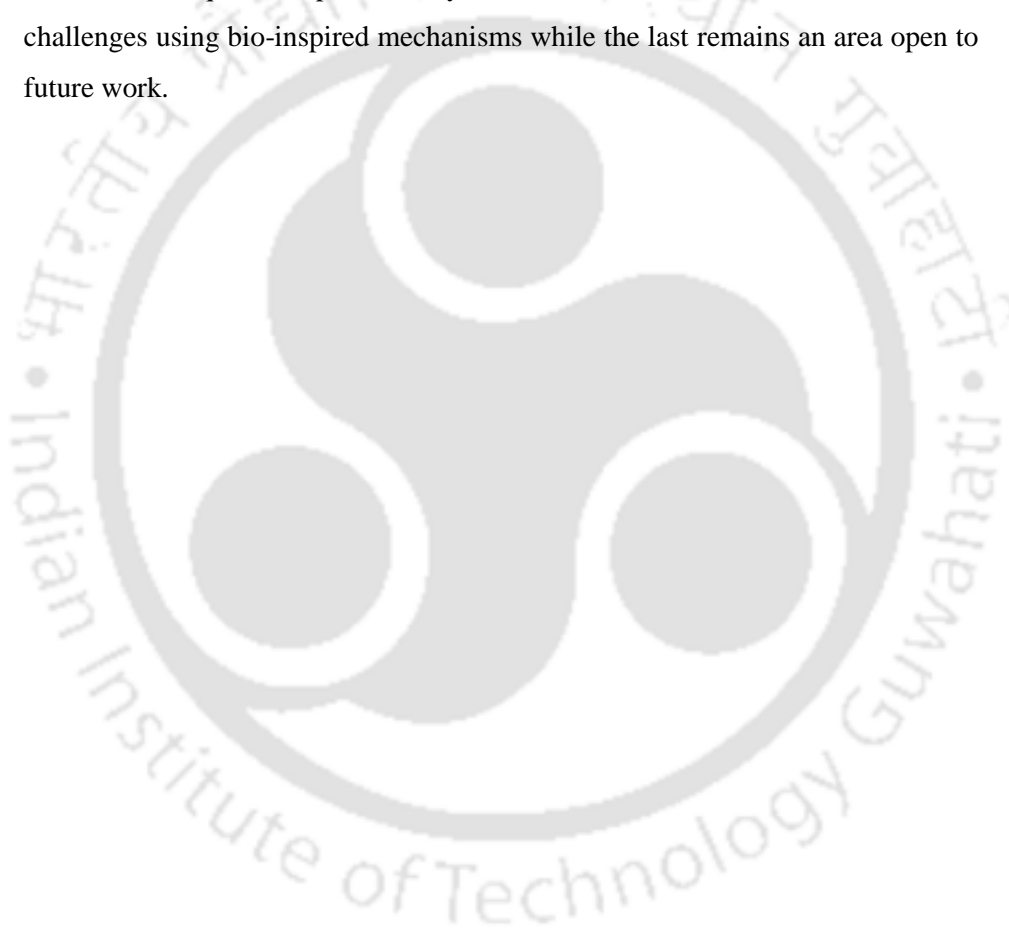 challenges using bio-inspired mechanisms while the last remains an area open to
future work.
भारतीय
गुवाहाटी
Indian Institute of Technology Guwahati